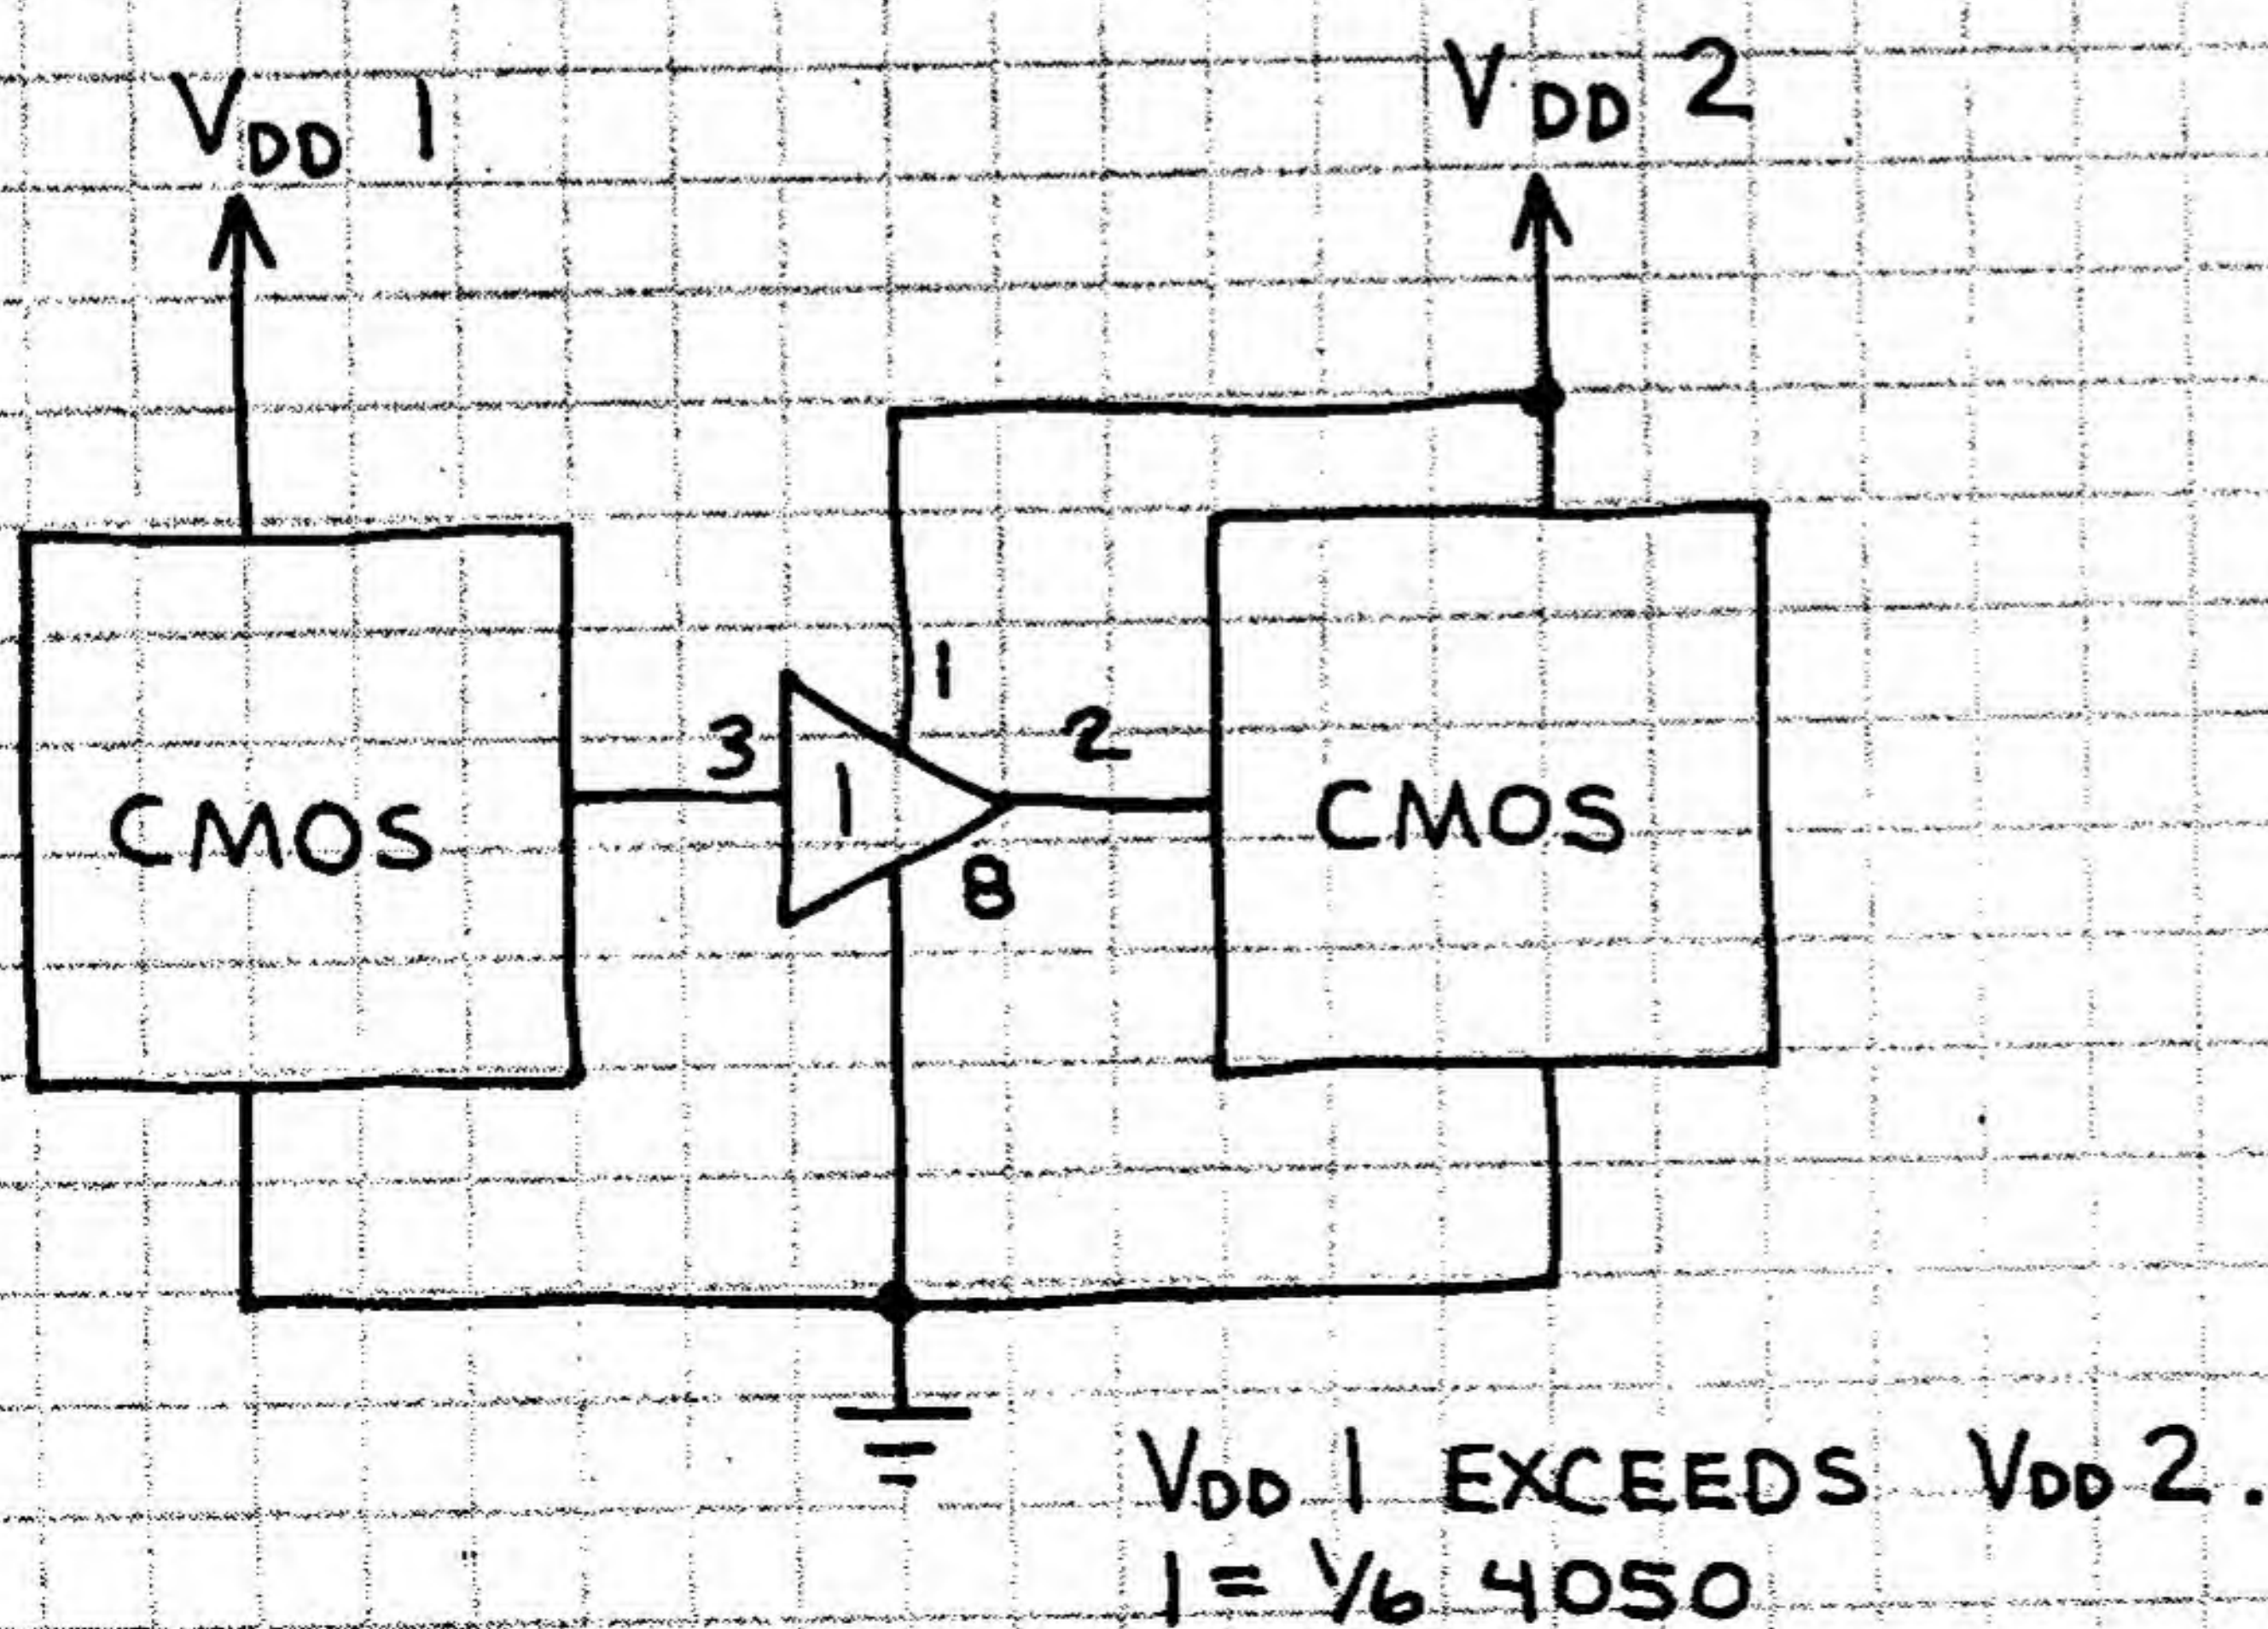 VDD 1
VDD 2
1
3
2
1
CMOS
CMOS
8
VDD 1 EXCEEDS VDD 2.
1 = 1/6 4050